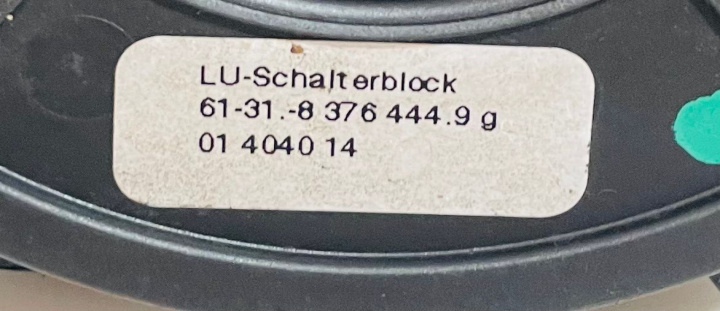 LU-Schalterblock
61-31.-8 376 444.9 g
01 4040 14